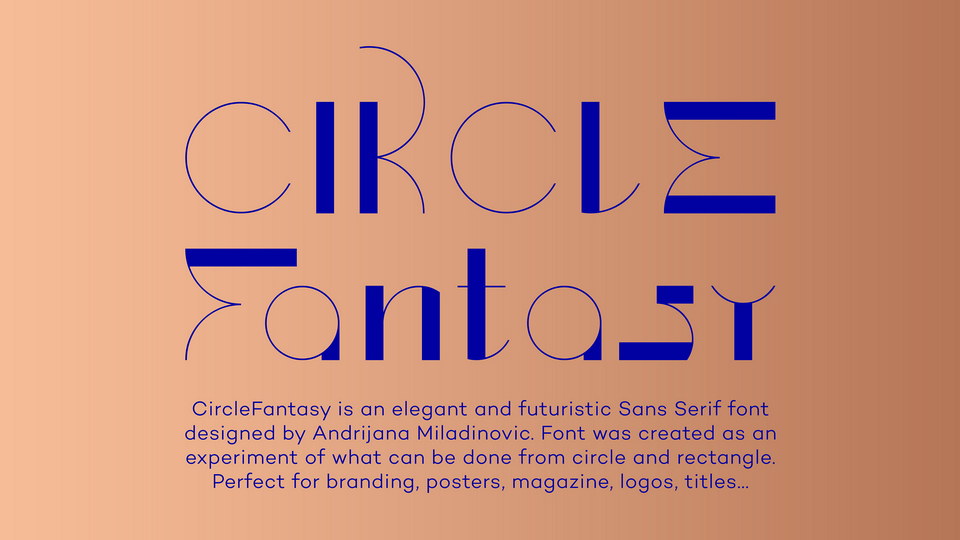 CIRCLE
Fantasy
CircleFantasy is an elegant and futuristic Sans Serif font
designed by Andrijana Miladinovic. Font was created as an
experiment of what can be done from circle and rectangle.
Perfect for branding, posters, magazine, logos, titles...